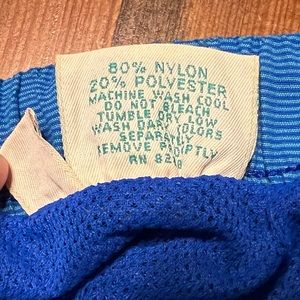 80% NYLON
20% POLYESTER
MACHINE WASH COOL
DO NOT BLEACH
TUMBLE DRY LOW
WASH DARK COLORS
SEPARATELY
REMOVE PROMPTLY
RN